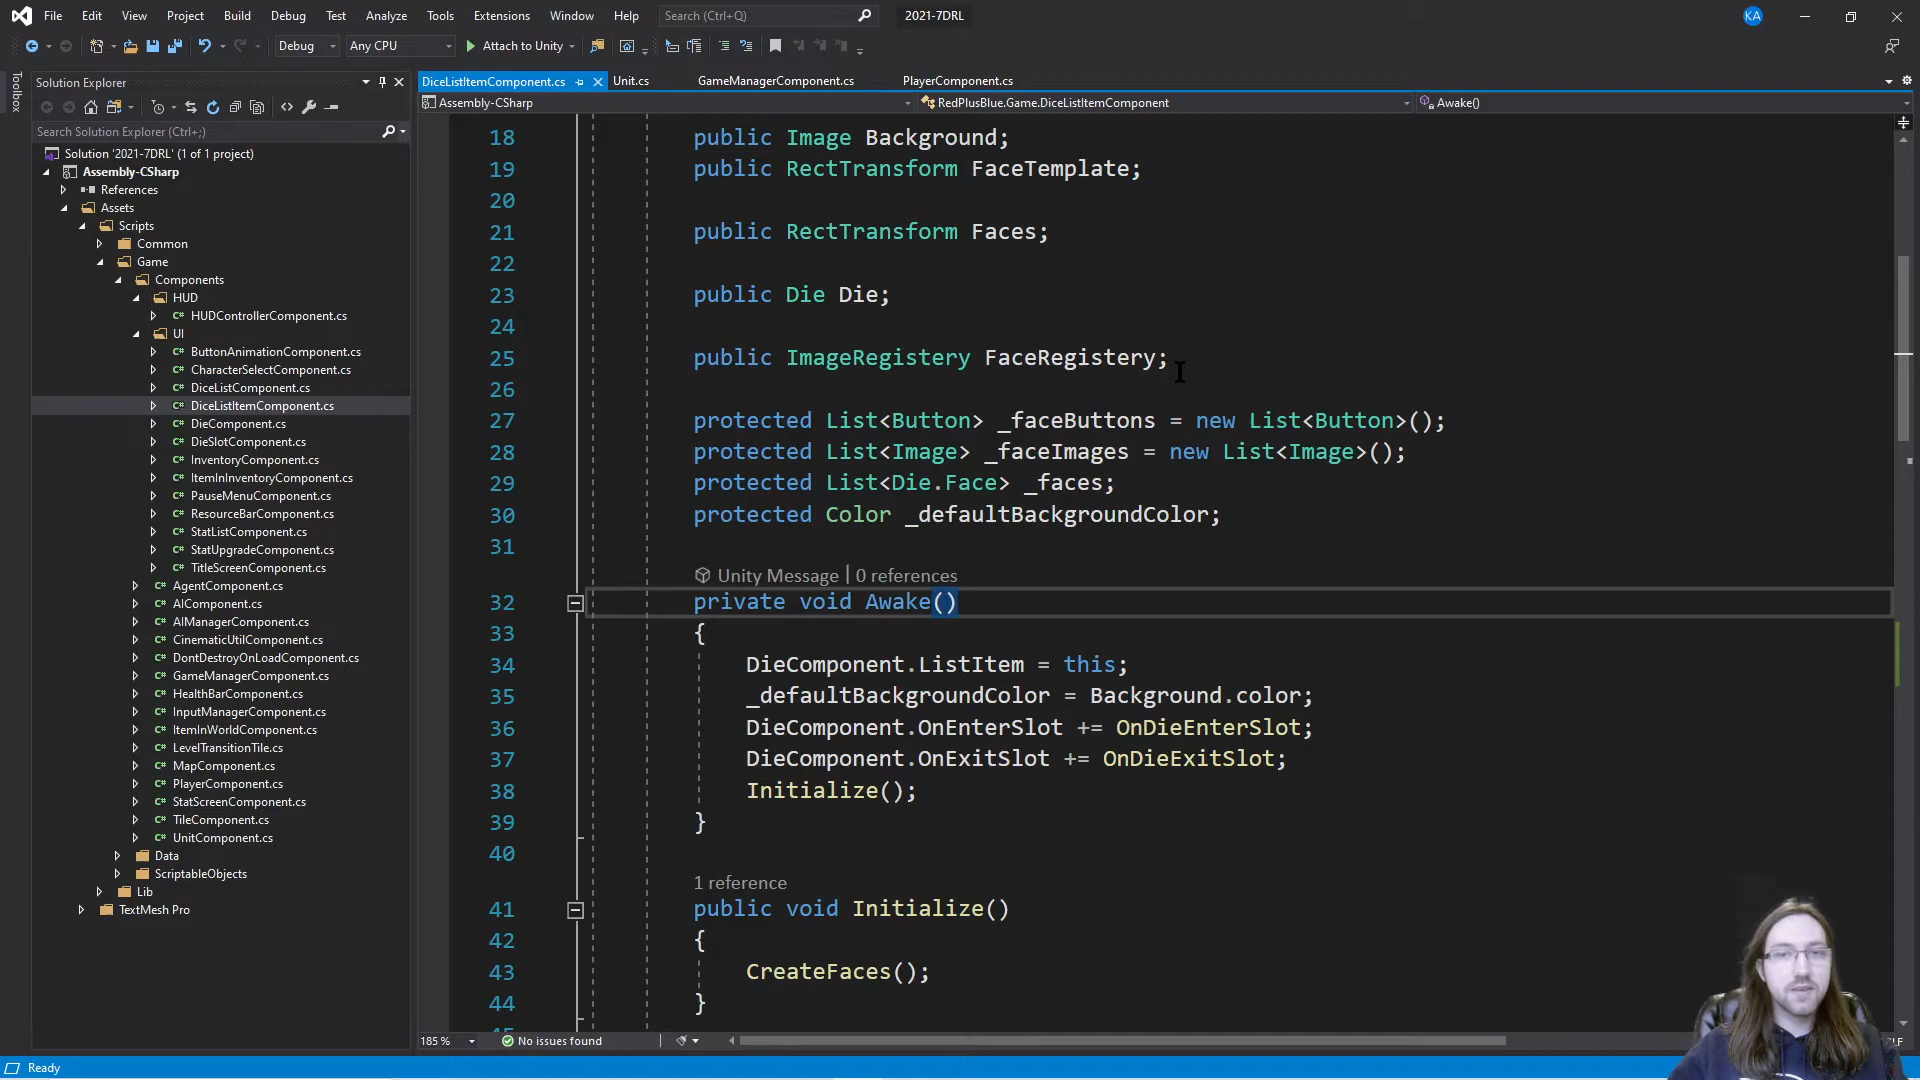 File Edit View Project Build Debug Test Analyze Tools Extensions Window Help Search (Ctrl+Q) 2021-7DRL KA
Debug Any CPU Attach to Unity
Toolbox
Solution Explorer
Search Solution Explorer (Ctrl+;)
Solution '2021-7DRL' (1 of 1 project)
Assembly-CSharp
References
Assets
Scripts
Common
Game
Components
HUD
C# HUDControllerComponent.cs
UI
C# ButtonAnimationComponent.cs
C# CharacterSelectComponent.cs
C# DiceListComponent.cs
C# DiceListItemComponent.cs
C# DieComponent.cs
C# DieSlotComponent.cs
C# InventoryComponent.cs
C# ItemInInventoryComponent.cs
C# PauseMenuComponent.cs
C# ResourceBarComponent.cs
C# StatListComponent.cs
C# StatUpgradeComponent.cs
C# TitleScreenComponent.cs
C# AgentComponent.cs
C# AIComponent.cs
C# AIManagerComponent.cs
C# CinematicUtilComponent.cs
C# DontDestroyOnLoadComponent.cs
C# GameManagerComponent.cs
C# HealthBarComponent.cs
C# InputManagerComponent.cs
C# ItemInWorldComponent.cs
C# LevelTransitionTile.cs
C# MapComponent.cs
C# PlayerComponent.cs
C# StatScreenComponent.cs
C# TileComponent.cs
C# UnitComponent.cs
Data
ScriptableObjects
Lib
TextMesh Pro
DiceListItemComponent.cs Unit.cs GameManagerComponent.cs PlayerComponent.cs
Assembly-CSharp RedPlusBlue.Game.DiceListItemComponent Awake()
18 public Image Background;
19 public RectTransform FaceTemplate;
20
21 public RectTransform Faces;
22
23 public Die Die;
24
25 public ImageRegistery FaceRegistery;
26
27 protected List<Button> _faceButtons = new List<Button>();
28 protected List<Image> _faceImages = new List<Image>();
29 protected List<Die.Face> _faces;
30 protected Color _defaultBackgroundColor;
31
Unity Message | 0 references
32 private void Awake()
33 {
34 DieComponent.ListItem = this;
35 _defaultBackgroundColor = Background.color;
36 DieComponent.OnEnterSlot += OnDieEnterSlot;
37 DieComponent.OnExitSlot += OnDieExitSlot;
38 Initialize();
39 }
40
1 reference
41 public void Initialize()
42 {
43 CreateFaces();
44 }
185 % No issues found
Ready